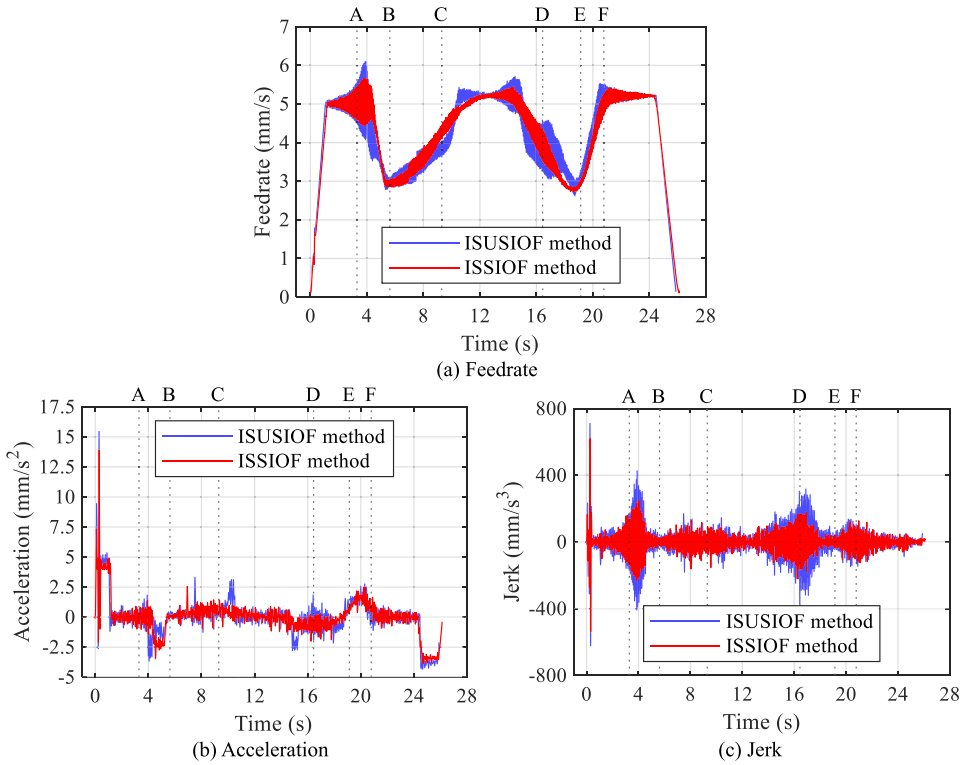 A B C D E F
7
6
5
4
3
2
1
0
Feedrate (mm/s)
ISUSIOF method
ISSIOF method
0 4 8 12 16 20 24 28
Time (s)
(a) Feedrate
A B C D E F
17.5
15
12.5
10
7.5
5
2.5
0
-2.5
-5
Acceleration (mm/s²)
ISUSIOF method
ISSIOF method
0 4 8 12 16 20 24 28
Time (s)
(b) Acceleration
A B C D E F
800
400
0
-400
-800
Jerk (mm/s³)
ISUSIOF method
ISSIOF method
0 4 8 12 16 20 24 28
Time (s)
(c) Jerk